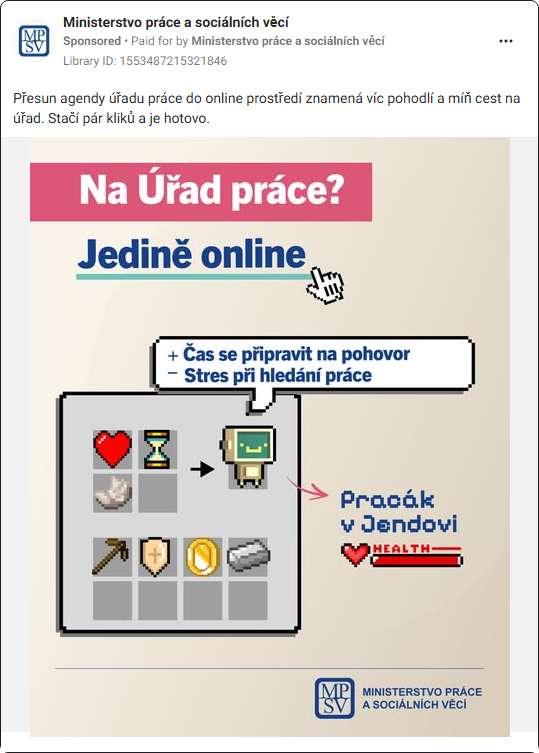 Ministerstvo práce a sociálních věcí
Sponsored • Paid for by Ministerstvo práce a sociálních věcí
Library ID: 1553487215321846
Přesun agendy úřadu práce do online prostředí znamená víc pohodlí a míň cest na
úřad. Stačí pár kliků a je hotovo.
Na Úřad práce?
Jedině online
+ Čas se připravit na pohovor
− Stres při hledání práce
Pracák
v Jendovi
HEALTH
MPSV
MINISTERSTVO PRÁCE
A SOCIÁLNÍCH VĚCÍ